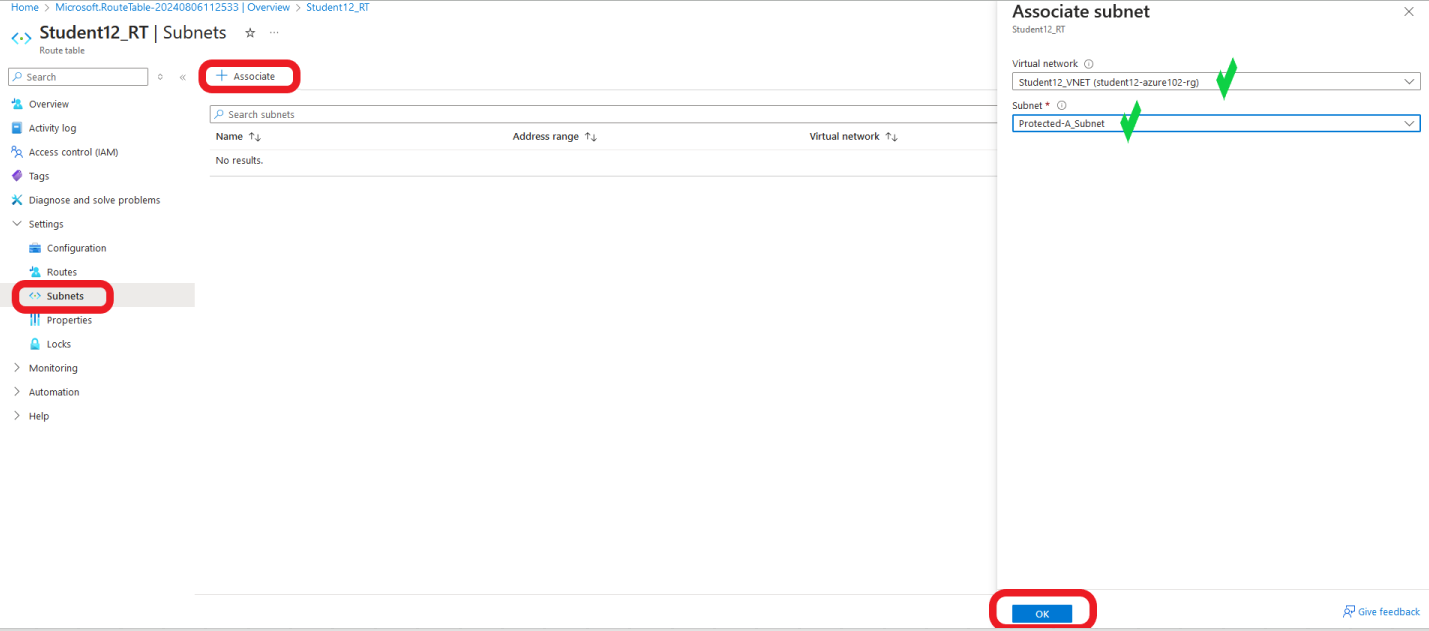 Home > Microsoft.RouteTable-20240806112533 | Overview > Student12_RT
Student12_RT | Subnets
Route table
Search
Overview
Activity log
Access control (IAM)
Tags
Diagnose and solve problems
Settings
Configuration
Routes
Subnets
Properties
Locks
Monitoring
Automation
Help
+ Associate
Search subnets
Name Address range Virtual network
No results.
Associate subnet
Student12_RT
Virtual network
Student12_VNET (student12-azure102-rg)
Subnet *
Protected-A_Subnet
OK
Give feedback